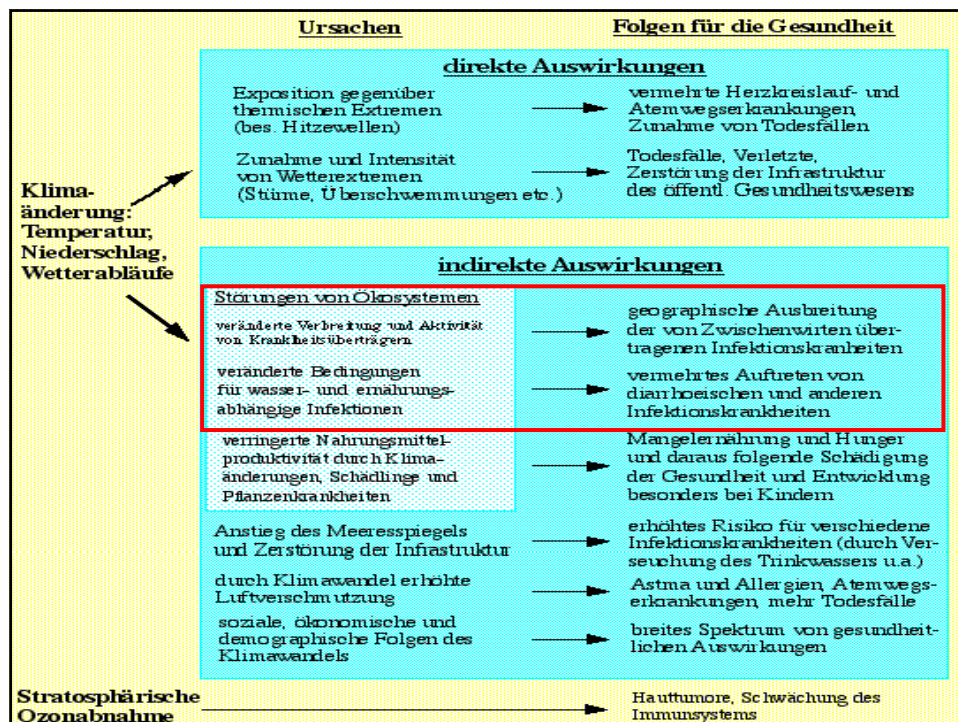 Ursachen
Folgen für die Gesundheit
direkte Auswirkungen
Exposition gegenüber
thermischen Extremen
(bes. Hitzewellen)
vermehrte Herzkreislauf- und
Atemwegserkrankungen,
Zunahme von Todesfällen
Zunahme und Intensität
von Wetterextremen
(Stürme, Überschwemmungen etc.)
Todesfälle, Verletzte,
Zerstörung der Infrastruktur
des öffentl. Gesundheitswesens
Klima-
änderung:
Temperatur,
Niederschlag,
Wetterabläufe
indirekte Auswirkungen
Störungen von Ökosystemen
veränderte Verbreitung und Aktivität
von Krankheitsüberträgern
geographische Ausbreitung
der von Zwischenwirten über-
tragenen Infektionskranheiten
veränderte Bedingungen
für wasser- und ernährungs-
abhängige Infektionen
vermehrtes Auftreten von
diarrhoeischen und anderen
Infektionskrankheiten
verringerte Nahrungsmittel-
produktivität durch Klima-
änderungen, Schädlinge und
Pflanzenkrankheiten
Mangelernährung und Hunger
und daraus folgende Schädigung
der Gesundheit und Entwicklung
besonders bei Kindern
Anstieg des Meeresspiegels
und Zerstörung der Infrastruktur
erhöhtes Risiko für verschiedene
Infektionskrankheiten (durch Ver-
seuchung des Trinkwassers u.a.)
durch Klimawandel erhöhte
Luftverschmutzung
Astma und Allergien, Atemwegs-
erkrankungen, mehr Todesfälle
soziale, ökonomische und
demographische Folgen des
Klimawandels
breites Spektrum von gesundheit-
lichen Auswirkungen
Stratosphärische
Ozonabnahme
Hauttumore, Schwächung des
Immunsystems